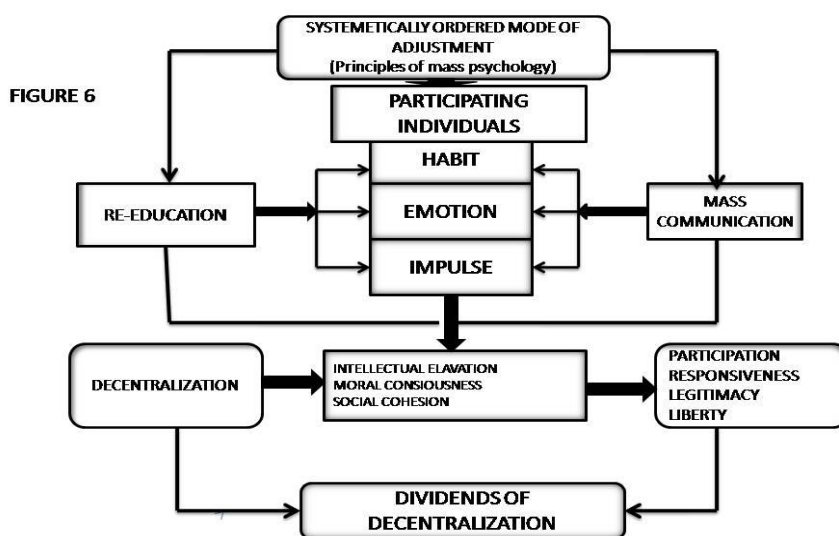 SYSTEMETICALLY ORDERED MODE OF
ADJUSTMENT
(Principles of mass psychology)
FIGURE 6
PARTICIPATING
INDIVIDUALS
HABIT
RE-EDUCATION
EMOTION
MASS
COMMUNICATION
IMPULSE
DECENTRALIZATION
INTELLECTUAL ELAVATION
MORAL CONSIOUSNESS
SOCIAL COHESION
PARTICIPATION
RESPONSIVENESS
LEGITIMACY
LIBERTY
DIVIDENDS OF
DECENTRALIZATION